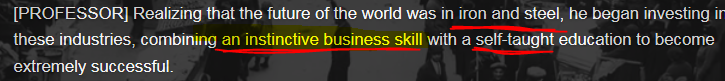 [PROFESSOR] Realizing that the future of the world was in iron and steel, he began investing in
these industries, combining an instinctive business skill with a self-taught education to become
extremely successful.